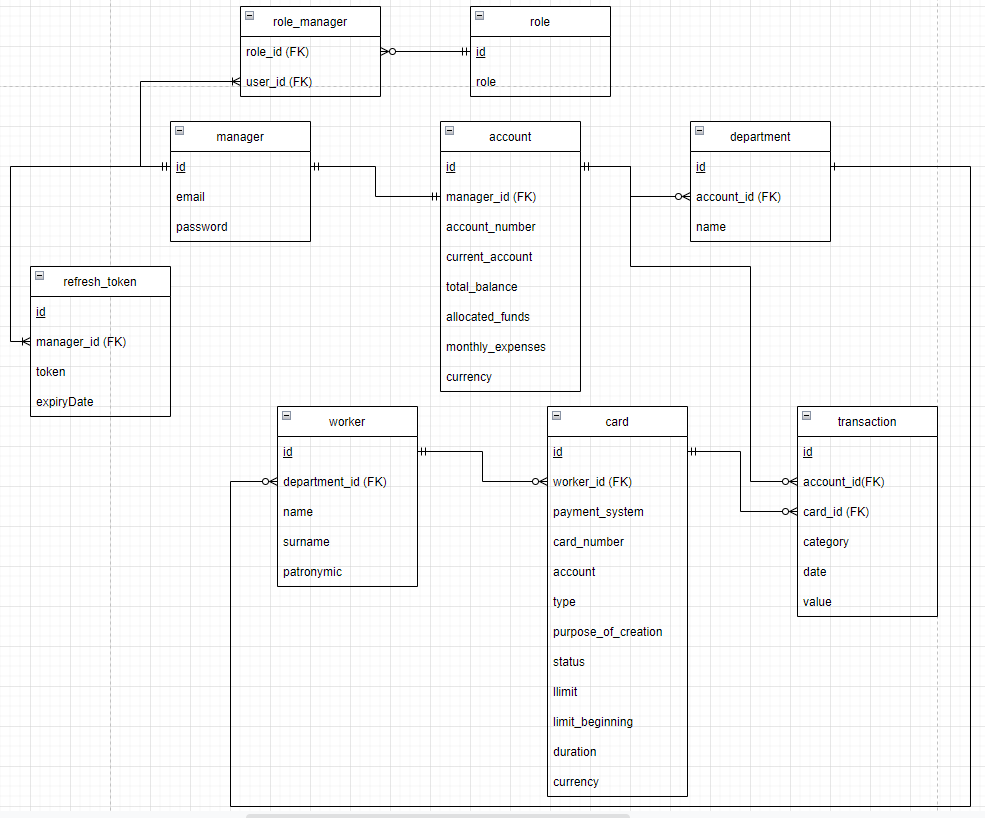 role_manager
role_id (FK)
user_id (FK)
role
id
role
manager
id
email
password
account
id
manager_id (FK)
account_number
current_account
total_balance
allocated_funds
monthly_expenses
currency
department
id
account_id (FK)
name
refresh_token
id
manager_id (FK)
token
expiryDate
worker
id
department_id (FK)
name
surname
patronymic
card
id
worker_id (FK)
payment_system
card_number
account
type
purpose_of_creation
status
llimit
limit_beginning
duration
currency
transaction
id
account_id(FK)
card_id (FK)
category
date
value